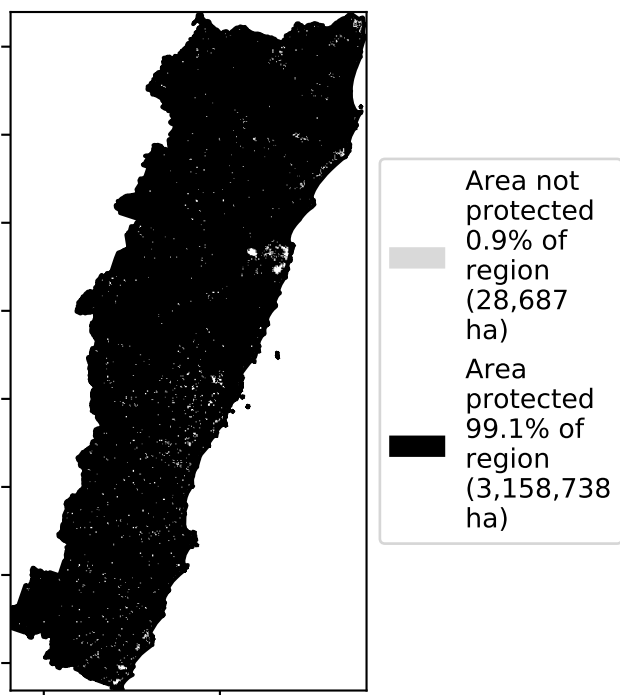 Area not
protected
0.9% of
region
(28,687
ha)
Area
protected
99.1% of
region
(3,158,738
ha)